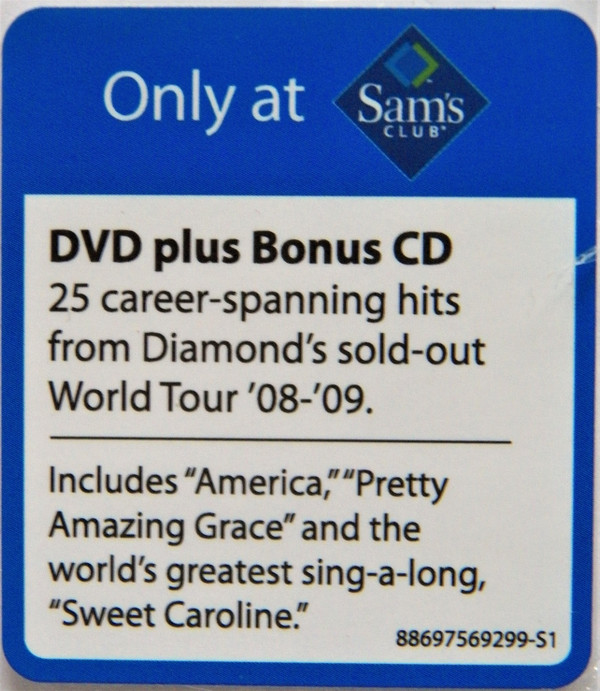 Only at
Sam's
CLUB
DVD plus Bonus CD
25 career-spanning hits
from Diamond's sold-out
World Tour '08-'09.
Includes “America,” “Pretty
Amazing Grace” and the
world's greatest sing-a-long,
“Sweet Caroline.”
88697569299-S1